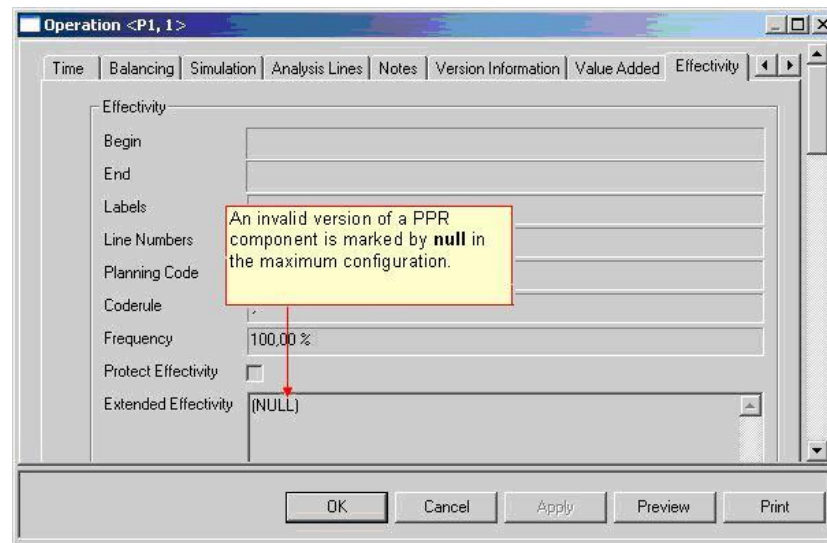 Operation <P1, 1>
Time Balancing Simulation Analysis Lines Notes Version Information Value Added Effectivity
Effectivity
Begin
End
Labels
Line Numbers
Planning Code
Coderule
An invalid version of a PPR
component is marked by null in
the maximum configuration.
Frequency 100,00 %
Protect Effectivity
Extended Effectivity (NULL)
OK Cancel Apply Preview Print